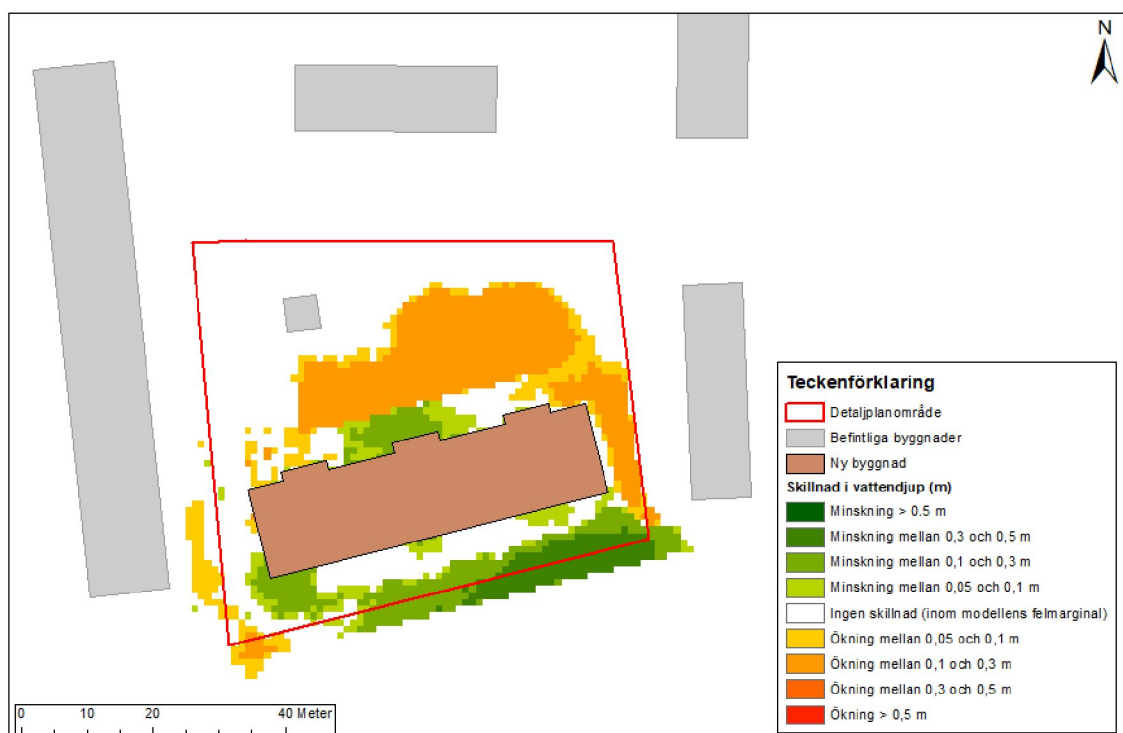 N
Teckenförklaring
Detaljplanområde
Befintliga byggnader
Ny byggnad
Skillnad i vattendjup (m)
Minskning > 0.5 m
Minskning mellan 0,3 och 0,5 m
Minskning mellan 0,1 och 0,3 m
Minskning mellan 0,05 och 0,1 m
Ingen skillnad (inom modellens felmarginal)
Ökning mellan 0,05 och 0,1 m
Ökning mellan 0,1 och 0,3 m
Ökning mellan 0,3 och 0,5 m
Ökning > 0,5 m
0 10 20 40 Meter